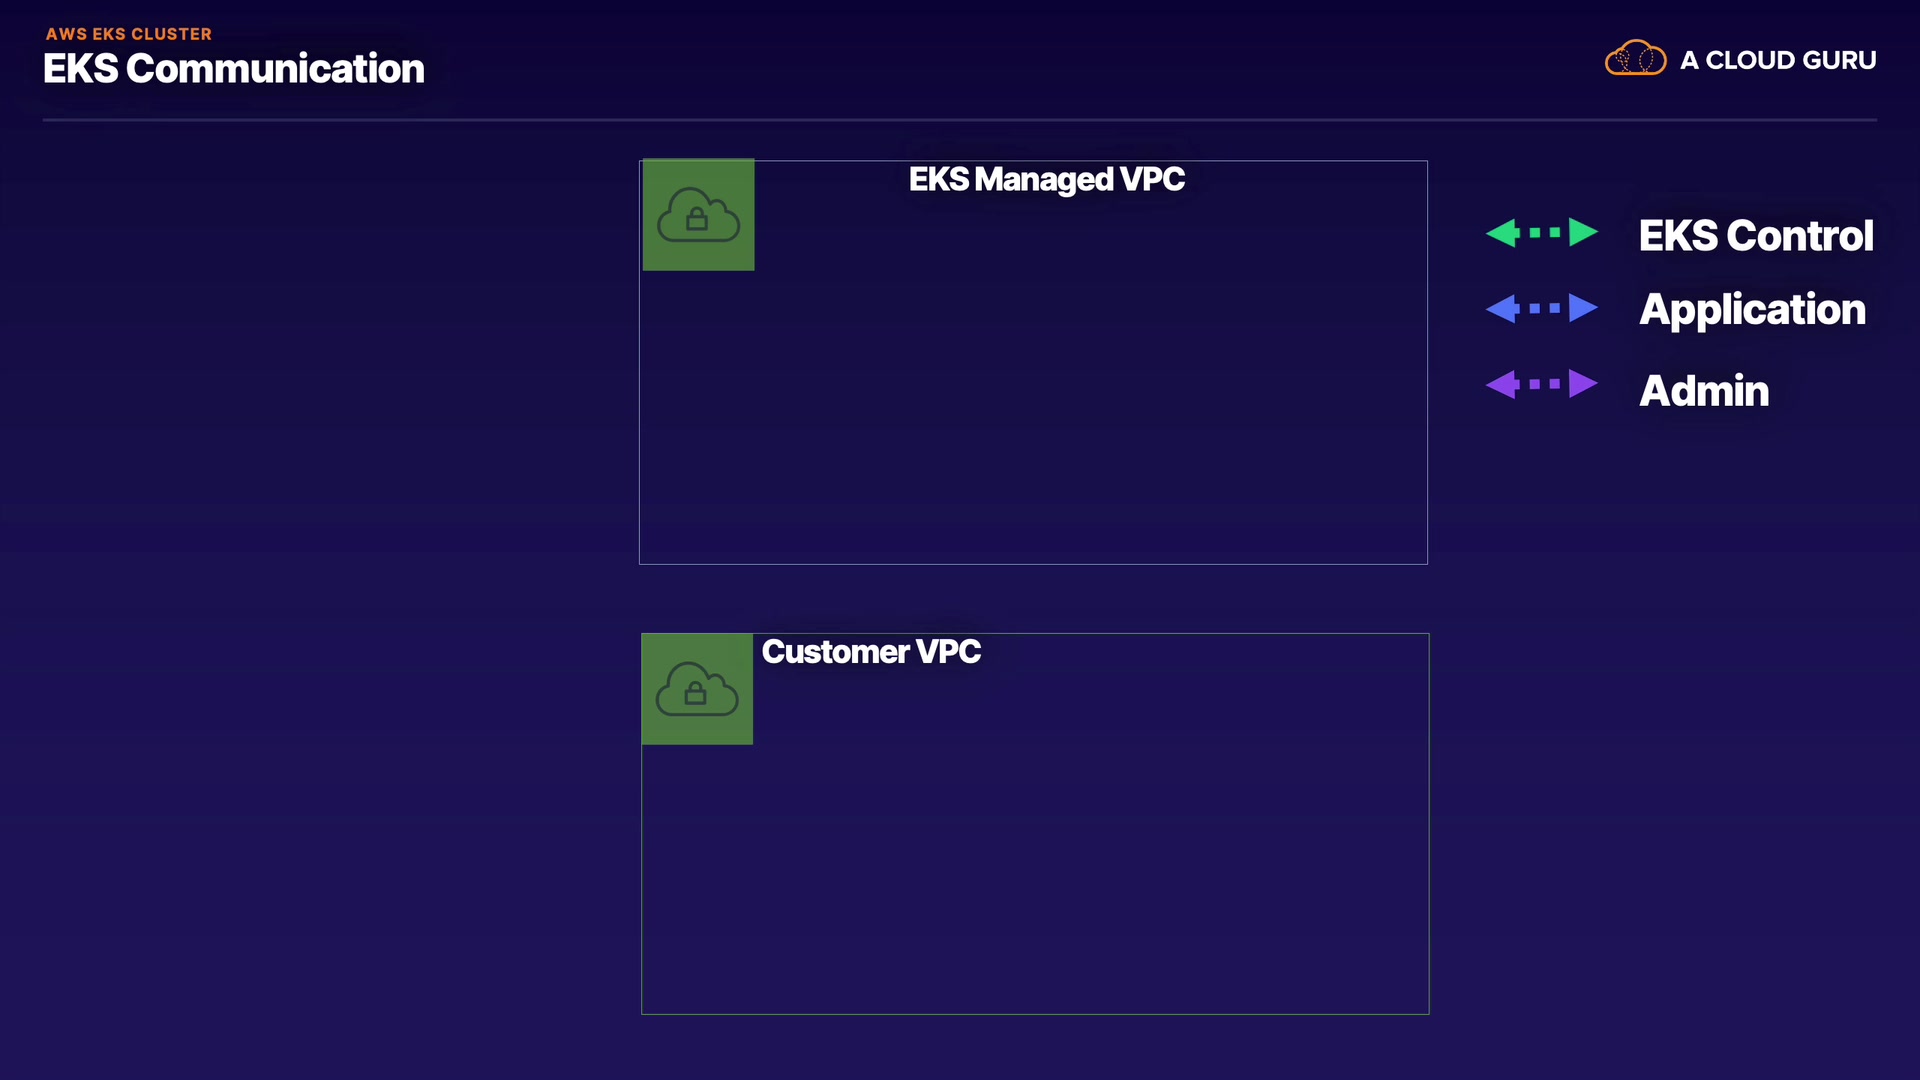 AWS EKS CLUSTER
EKS Communication
A CLOUD GURU
EKS Managed VPC
EKS Control
Application
Admin
Customer VPC